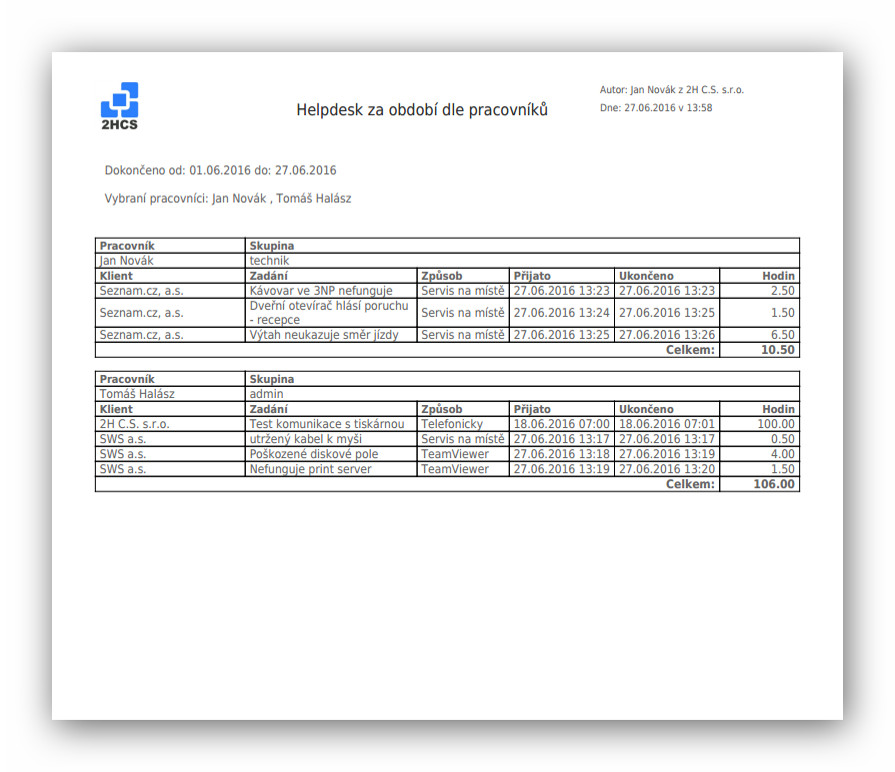 2HCS
Helpdesk za období dle pracovníků
Autor: Jan Novák z 2H C.S. s.r.o.
Dne: 27.06.2016 v 13:58
Dokončeno od: 01.06.2016 do: 27.06.2016
Vybraní pracovníci: Jan Novák , Tomáš Halász
Pracovník Skupina
Jan Novák technik
Klient Zadání Způsob Přijato Ukončeno Hodin
Seznam.cz, a.s. Kávovar ve 3NP nefunguje Servis na místě 27.06.2016 13:23 27.06.2016 13:23 2.50
Seznam.cz, a.s. Dveřní otevírač hlásí poruchu
- recepce Servis na místě 27.06.2016 13:24 27.06.2016 13:25 1.50
Seznam.cz, a.s. Výtah neukazuje směr jízdy Servis na místě 27.06.2016 13:25 27.06.2016 13:26 6.50
Celkem: 10.50
Pracovník Skupina
Tomáš Halász admin
Klient Zadání Způsob Přijato Ukončeno Hodin
2H C.S. s.r.o. Test komunikace s tiskárnou Telefonicky 18.06.2016 07:00 18.06.2016 07:01 100.00
SWS a.s. utržený kabel k myši Servis na místě 27.06.2016 13:17 27.06.2016 13:17 0.50
SWS a.s. Poškozené diskové pole TeamViewer 27.06.2016 13:18 27.06.2016 13:19 4.00
SWS a.s. Nefunguje print server TeamViewer 27.06.2016 13:19 27.06.2016 13:20 1.50
Celkem: 106.00